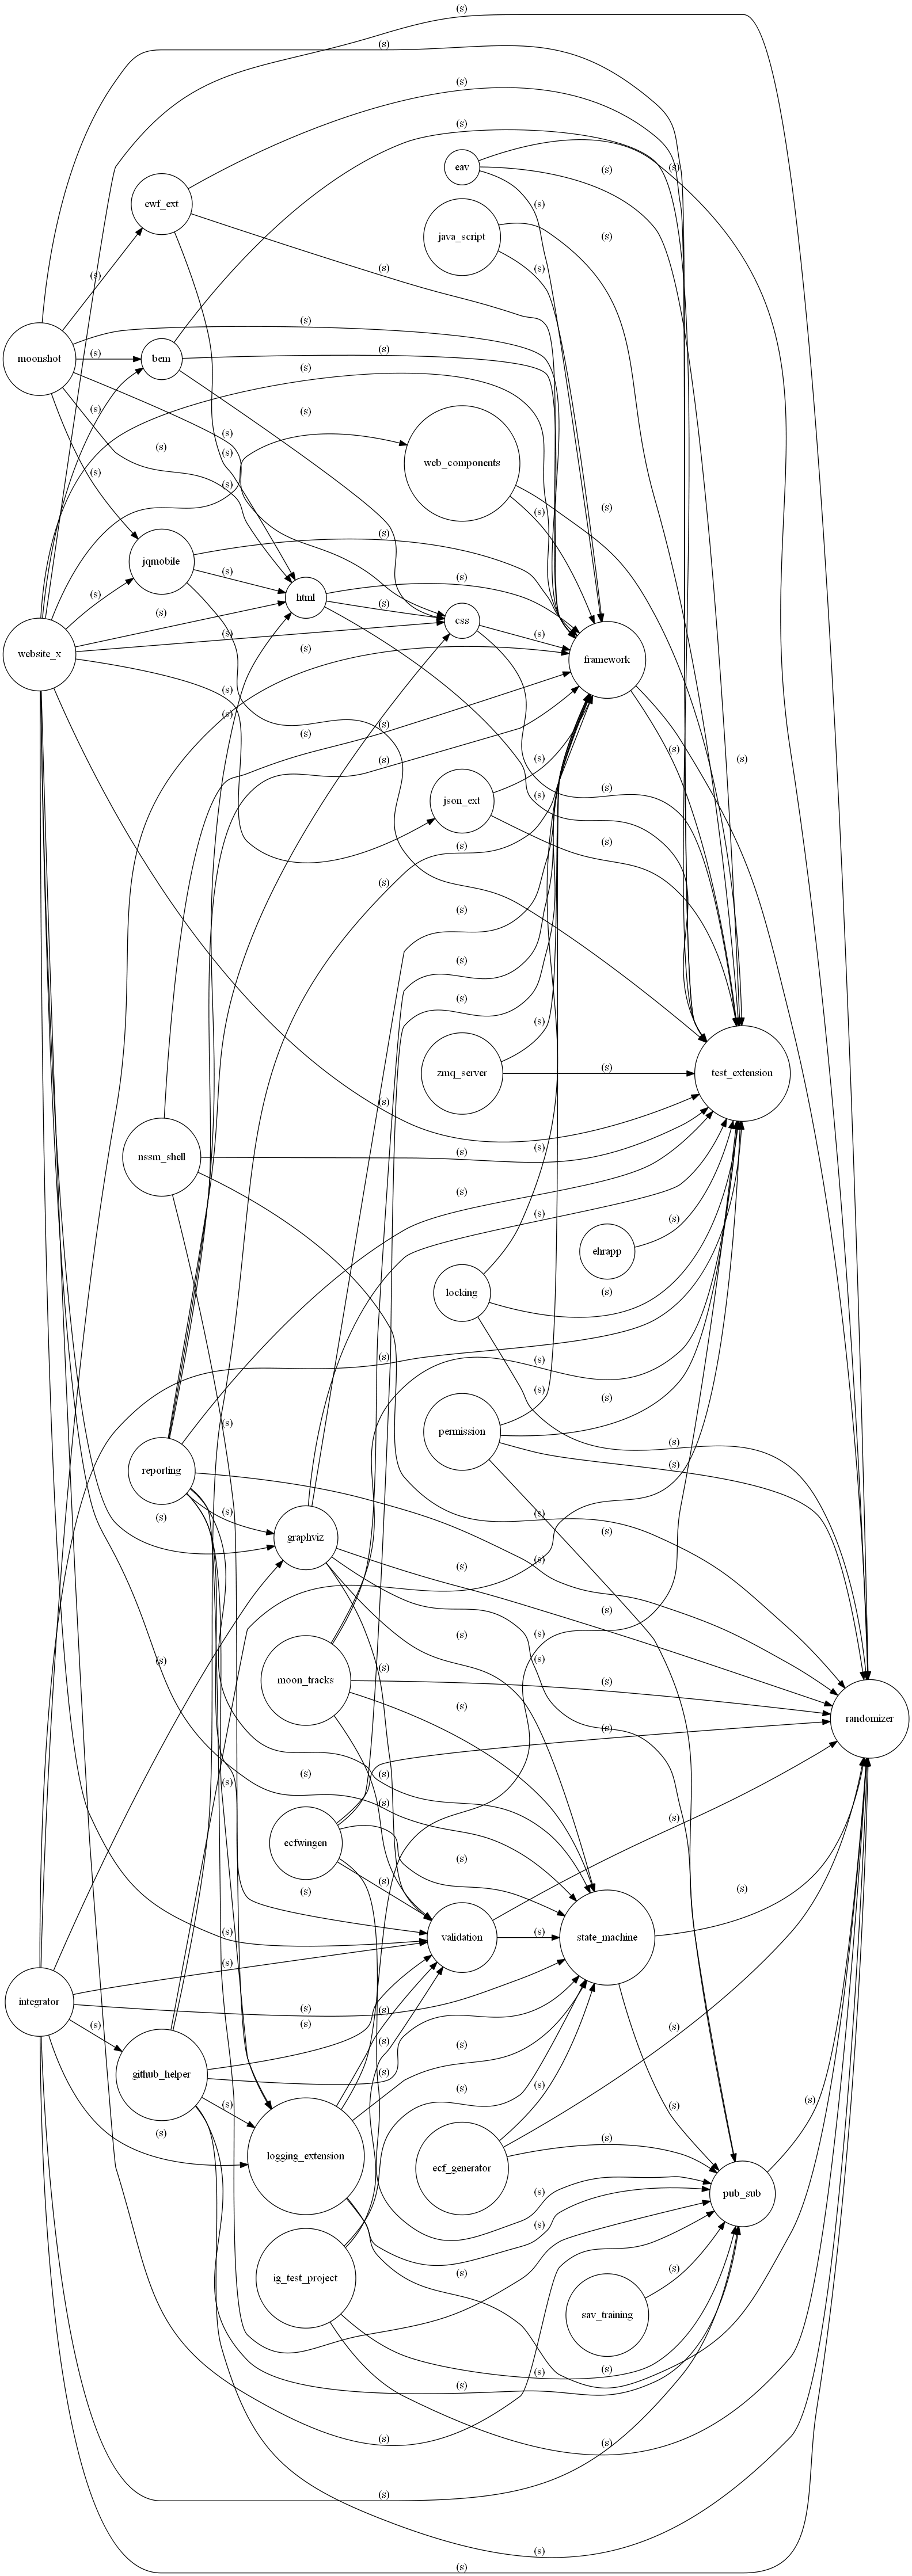 (s)
(s)
(s)
(s)
eav
(s)
(s)
ewf_ext
(s)
java_script
(s)
(s)
(s)
(s)
(s)
(s)
(s)
moonshot
bem
(s)
(s)
(s)
(s)
(s)
(s)
web_components
(s)
(s)
(s)
(s)
(s)
jqmobile
(s)
(s)
(s)
html
(s)
(s)
css
(s)
(s)
(s)
website_x
framework
(s)
(s)
(s)
(s)
(s)
(s)
(s)
(s)
(s)
(s)
json_ext
(s)
(s)
(s)
(s)
(s)
(s)
(s)
(s)
zmq_server
test_extension
(s)
(s)
(s)
nssm_shell
(s)
(s)
(s)
ehrapp
(s)
locking
(s)
(s)
(s)
(s)
(s)
permission
(s)
(s)
reporting
(s)
(s)
(s)
(s)
graphviz
(s)
(s)
(s)
(s)
(s)
(s)
(s)
(s)
moon_tracks
(s)
(s)
randomizer
(s)
(s)
(s)
(s)
(s)
(s)
ecfwingen
(s)
(s)
(s)
(s)
(s)
(s)
validation
state_machine
(s)
integrator
(s)
(s)
(s)
(s)
(s)
(s)
(s)
(s)
github_helper
(s)
(s)
(s)
(s)
(s)
(s)
(s)
logging_extension
ecf_generator
(s)
pub_sub
(s)
(s)
(s)
ig_test_project
sav_training
(s)
(s)
(s)
(s)
(s)
(s)
(s)
(s)